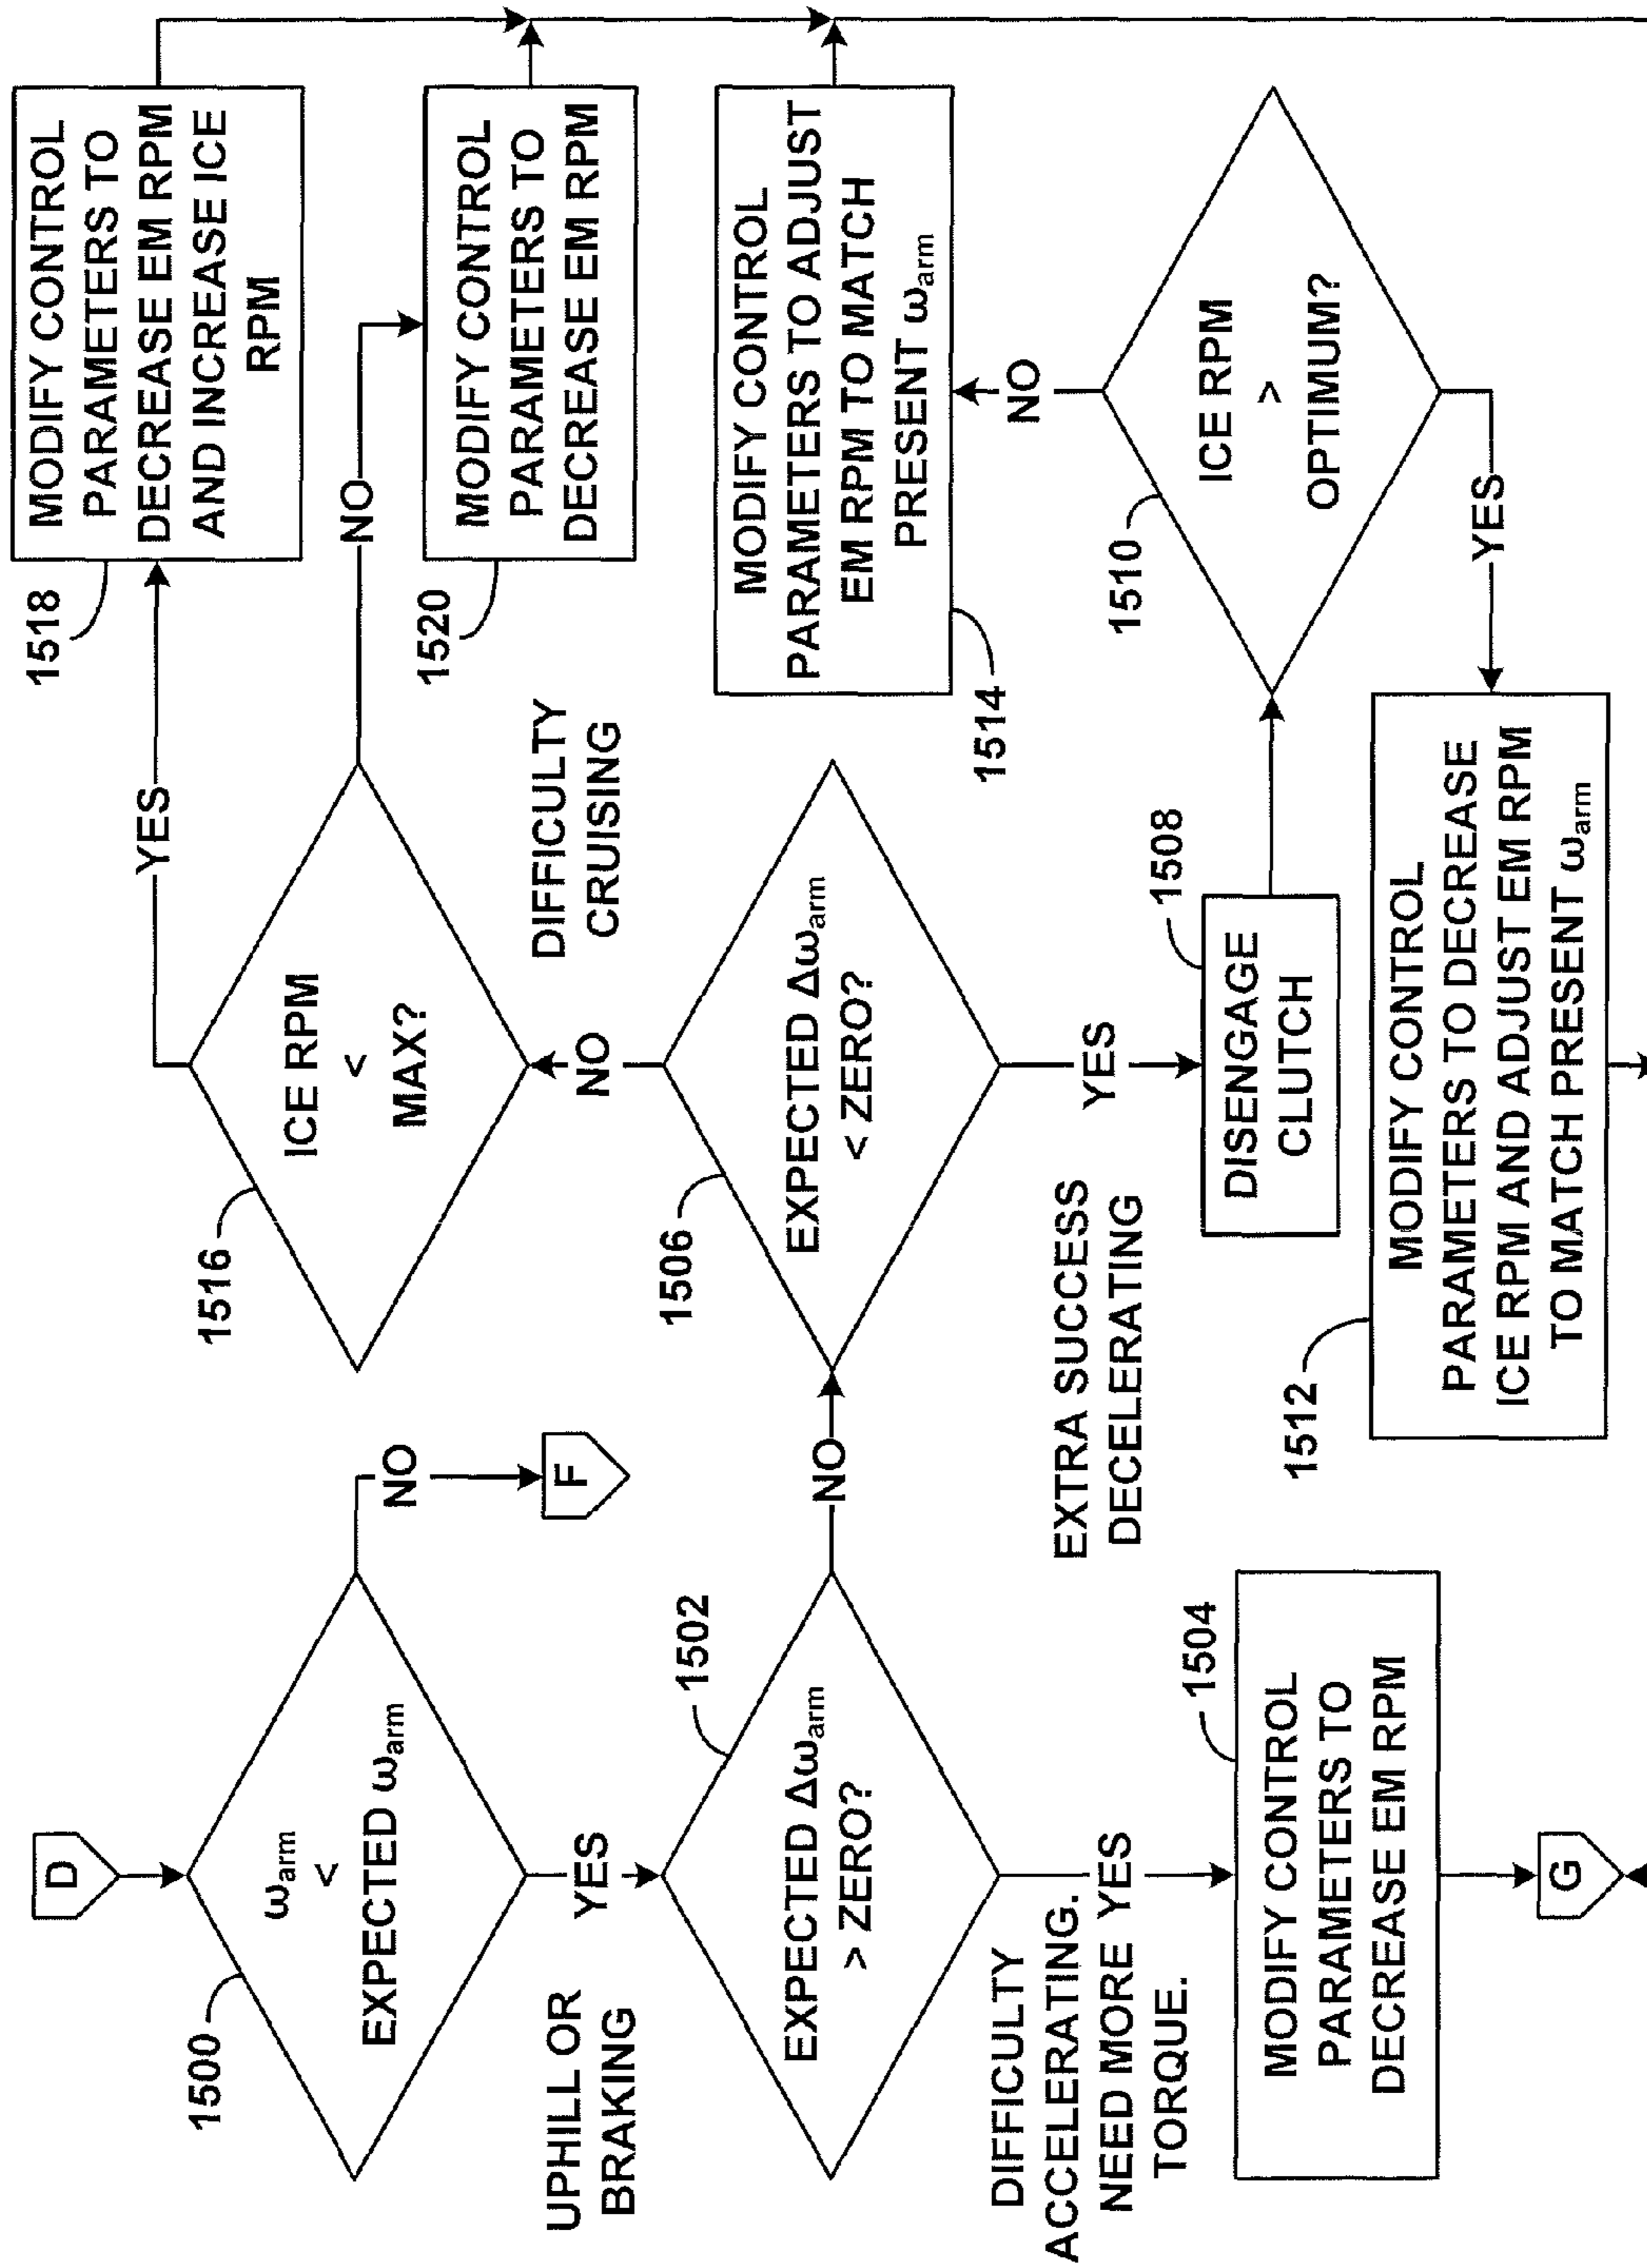 D
1500
ω_arm
<
EXPECTED ω_arm
NO
F
UPHILL OR
BRAKING
YES
1502
EXPECTED Δω_arm
> ZERO?
NO
DIFFICULTY
ACCELERATING.
NEED MORE
TORQUE.
YES
1504
MODIFY CONTROL
PARAMETERS TO
DECREASE EM RPM
G
1506
EXPECTED Δω_arm
< ZERO?
NO
DIFFICULTY
CRUISING
EXTRA SUCCESS
DECELERATING
YES
1508
DISENGAGE
CLUTCH
1510
ICE RPM
>
OPTIMUM?
NO
YES
1512
MODIFY CONTROL
PARAMETERS TO DECREASE
ICE RPM AND ADJUST EM RPM
TO MATCH PRESENT ω_arm
1514
MODIFY CONTROL
PARAMETERS TO ADJUST
EM RPM TO MATCH
PRESENT ω_arm
1516
ICE RPM
<
MAX?
YES
NO
1518
MODIFY CONTROL
PARAMETERS TO
DECREASE EM RPM
AND INCREASE ICE
RPM
1520
MODIFY CONTROL
PARAMETERS TO
DECREASE EM RPM